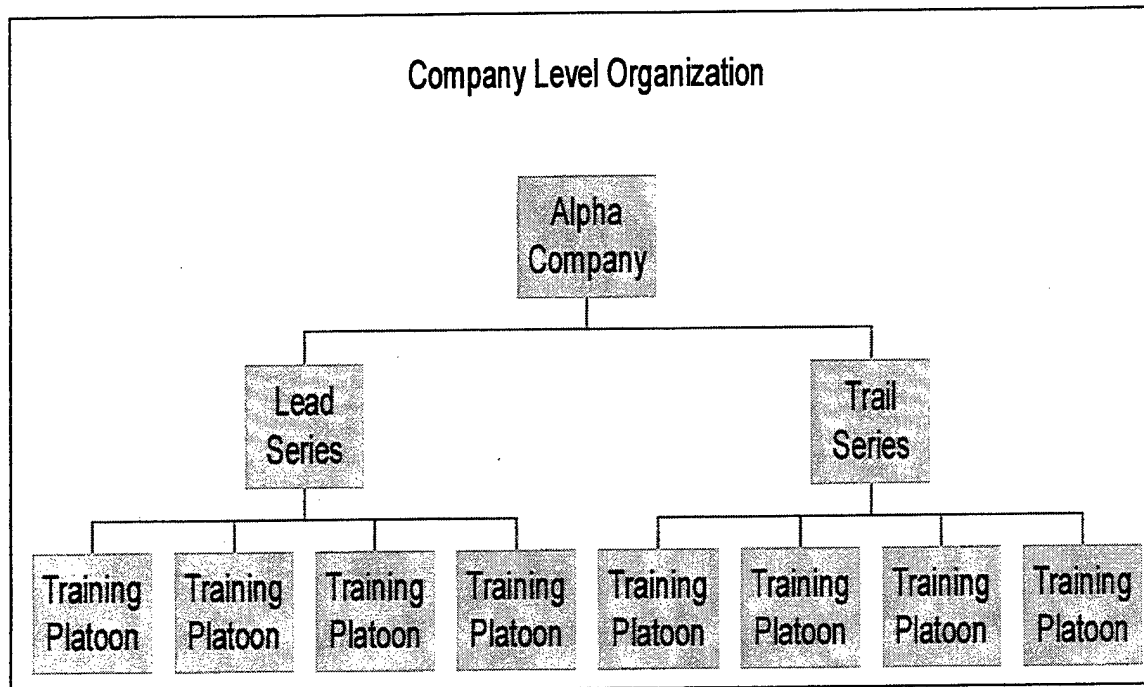 Company Level Organization
Alpha
Company
Lead
Series
Trail
Series
Training
Platoon
Training
Platoon
Training
Platoon
Training
Platoon
Training
Platoon
Training
Platoon
Training
Platoon
Training
Platoon